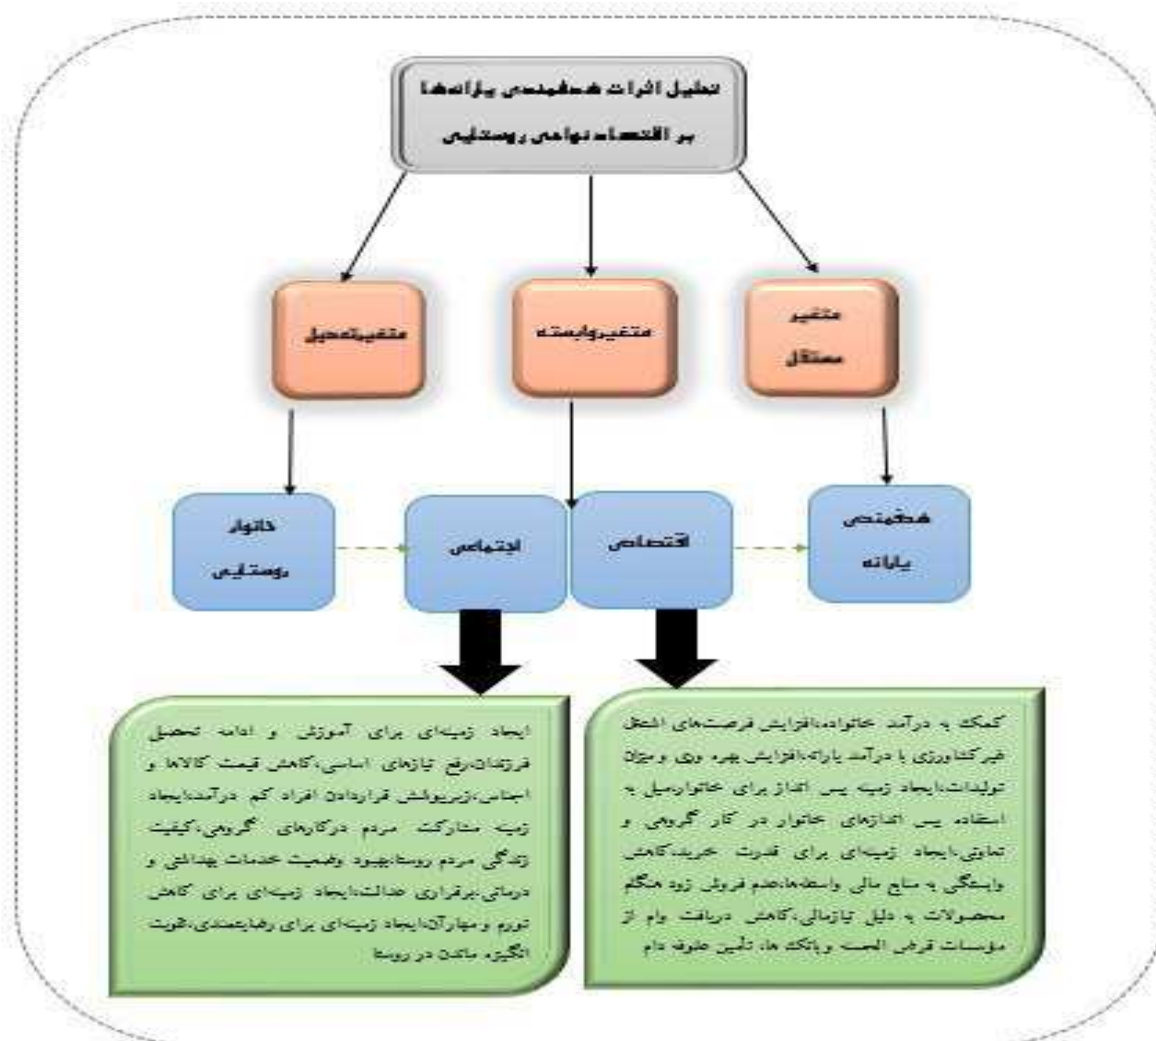 تحلیل اثرات هدفمندی یارانه‌ها
بر اقتصاد نواحی روستایی
متغیر
مستقل
متغیروابسته
متغیرتعدیل
هدفمندی
یارانه
اقتصادی
اجتماعی
خانوار
روستایی
کمک به درآمد خانواده،افزایش فرصت‌های اشتغال
غیرکشاورزی با درآمد یارانه،افزایش بهره وری و میزان
تولیدات،ایجاد زمینه پس انداز برای خانوار،میل به
استفاده پس اندازهای خانوار در کار گروهی و
تعاونی،ایجاد زمینه‌ای برای قدرت خرید،کاهش
وابستگی به منابع مالی واسطه‌ها،عدم فروش زود هنگام
محصولات به دلیل نیازمالی،کاهش دریافت وام از
مؤسسات قرض الحسنه وبانک ها، تأمین علوفه دام
ایجاد زمینه‌ای برای آموزش و ادامه تحصیل
فرزندان،رفع نیازهای اساسی،کاهش قیمت کالاها و
اجناس،زیرپوشش قراردادن افراد کم درآمد،ایجاد
زمینه مشارکت مردم درکارهای گروهی،کیفیت
زندگی مردم روستا،بهبود وضعیت خدمات بهداشتی و
درمانی،برقراری عدالت،ایجاد زمینه‌ای برای کاهش
تورم و مهارآن،ایجاد زمینه‌ای برای رضایتمندی،تقویت
انگیزه ماندن در روستا